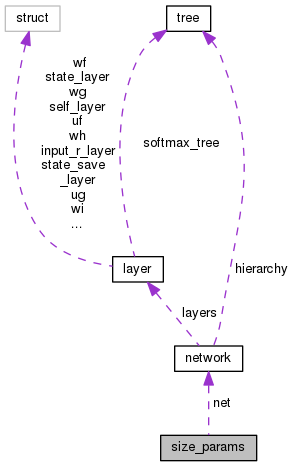 struct
tree
wf
state_layer
wg
self_layer
uf
wh
input_r_layer
state_save
_layer
ug
wi
...
softmax_tree
layer
hierarchy
layers
network
net
size_params